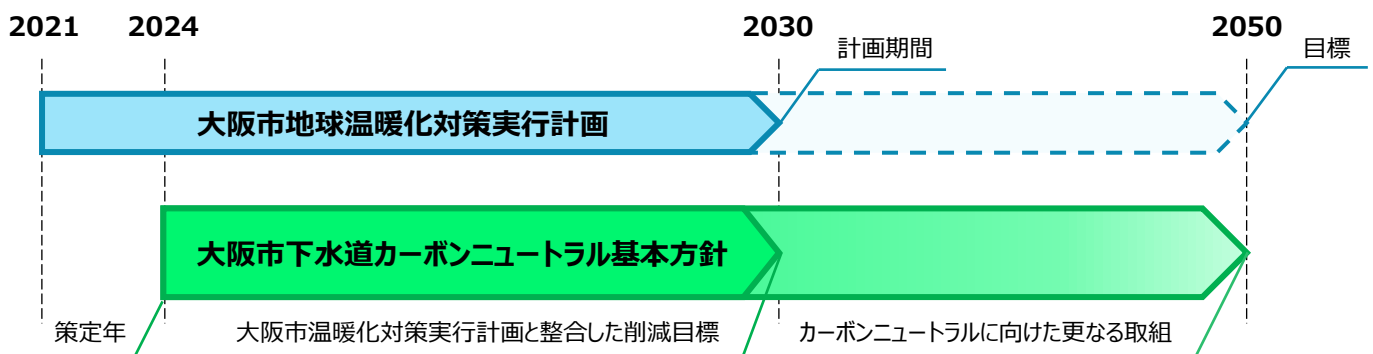 2021
2024
2030
2050
計画期間
目標
大阪市地球温暖化対策実行計画
大阪市下水道カーボンニュートラル基本方針
策定年
大阪市温暖化対策実行計画と整合した削減目標
カーボンニュートラルに向けた更なる取組